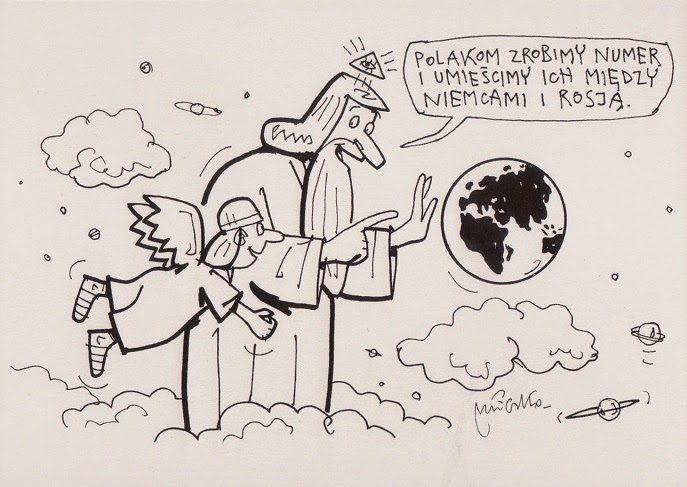 POLAKOM ZROBIMY NUMER
I UMIEŚCIMY ICH MIĘDZY
NIEMCAMI I ROSJĄ.